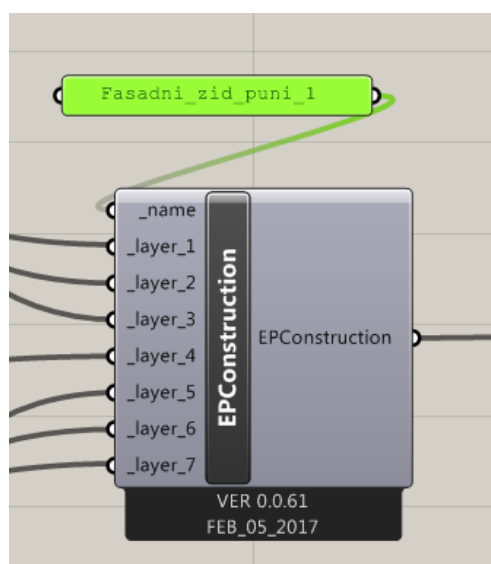 Fasadni_zid_puni_1
_name
_layer_1
_layer_2
_layer_3
_layer_4
_layer_5
_layer_6
_layer_7
EPConstruction
EPConstruction
VER 0.0.61
FEB_05_2017